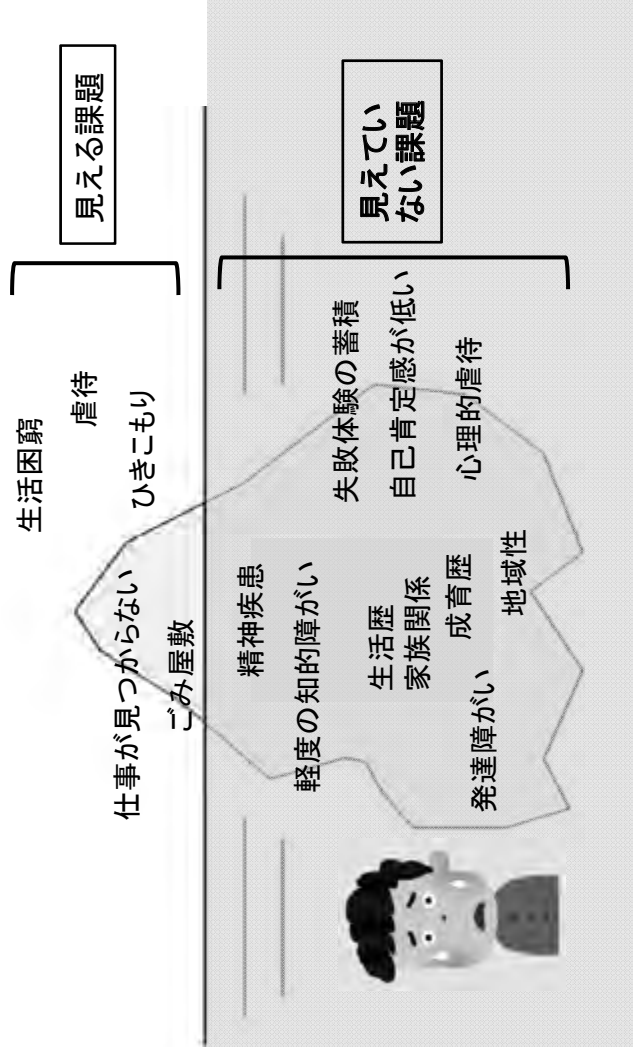 生活困窮
虐待
ひきこもり
仕事が見つからない
ごみ屋敷
見える課題
精神疾患
軽度の知的障がい
失敗体験の蓄積
自己肯定感が低い
生活歴
家族関係
成育歴
心理的虐待
発達障がい
地域性
見えてい
ない課題